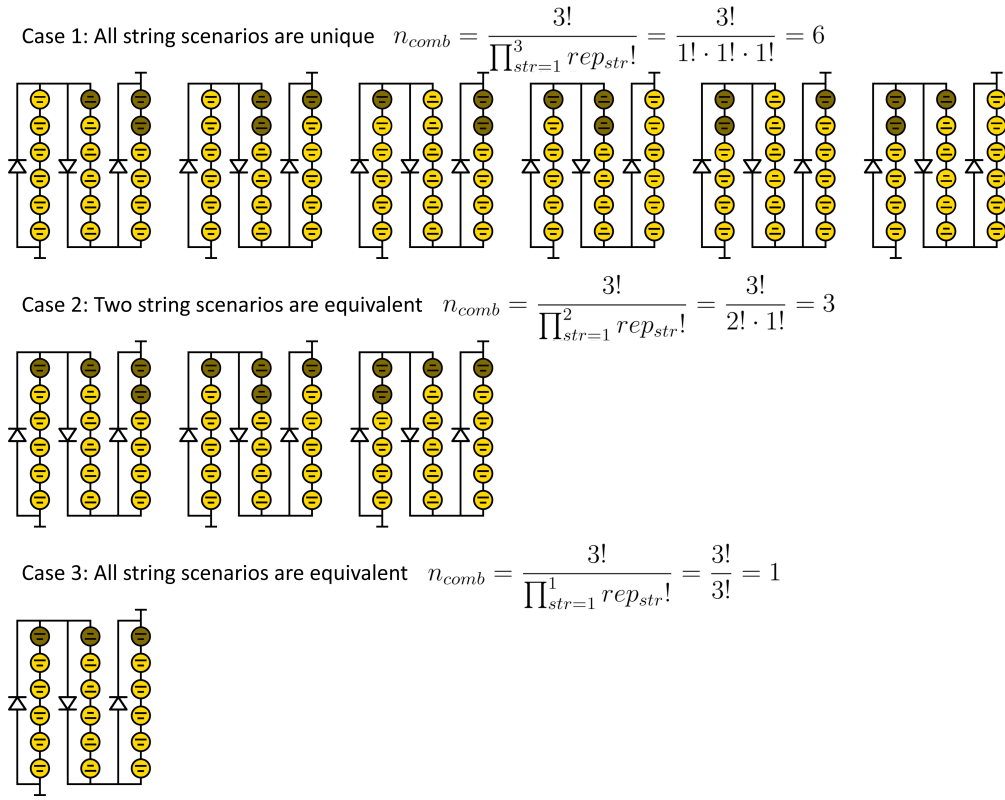 Case 1: All string scenarios are unique $n_{comb} = \frac{3!}{\prod_{str=1}^{3} rep_{str}!} = \frac{3!}{1! \cdot 1! \cdot 1!} = 6$
Case 2: Two string scenarios are equivalent $n_{comb} = \frac{3!}{\prod_{str=1}^{2} rep_{str}!} = \frac{3!}{2! \cdot 1!} = 3$
Case 3: All string scenarios are equivalent $n_{comb} = \frac{3!}{\prod_{str=1}^{1} rep_{str}!} = \frac{3!}{3!} = 1$